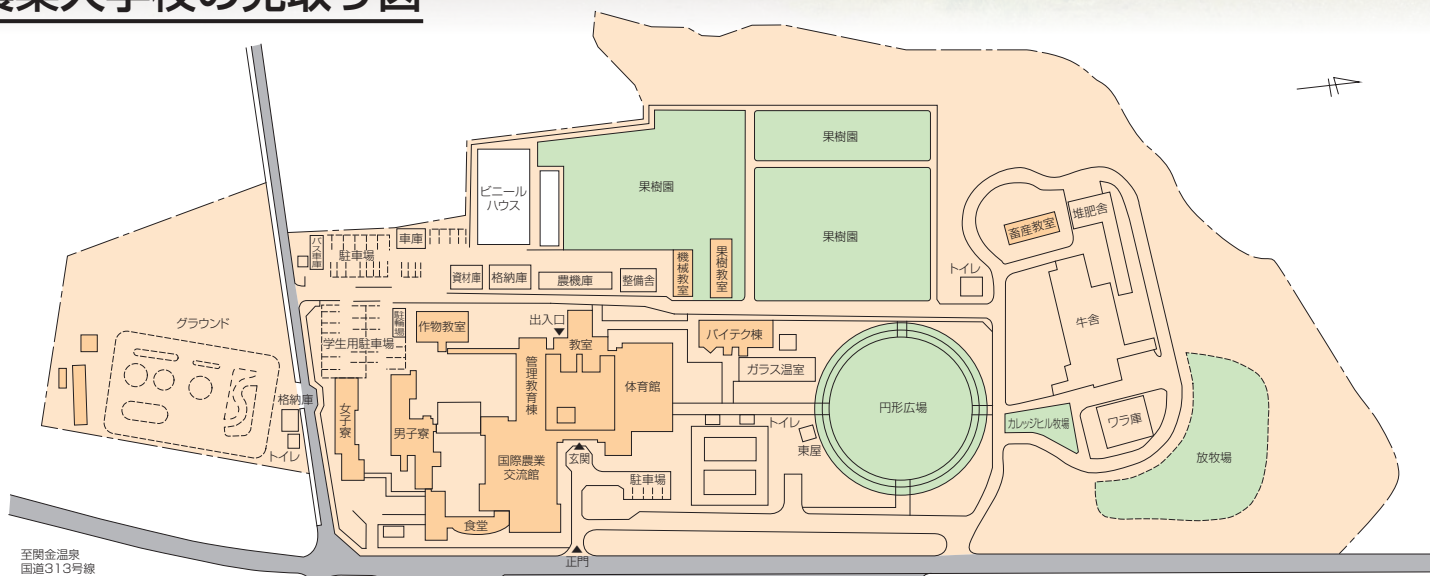 農業大学校の見取り図
果樹園
果樹園
果樹園
ビニール
ハウス
堆肥舎
畜産教室
バス車庫
駐車場
車庫
機械教室
果樹教室
トイレ
資材庫
格納庫
農機庫
整備舎
グラウンド
駐輪場
作物教室
出入口
学生用駐車場
教室
バイテク棟
牛舎
管理教育棟
ガラス温室
体育館
格納庫
女子寮
男子寮
円形広場
カレッジヒル牧場
ワラ庫
トイレ
トイレ
東屋
放牧場
国際農業
交流館
玄関
駐車場
食堂
正門
至関金温泉
国道313号線